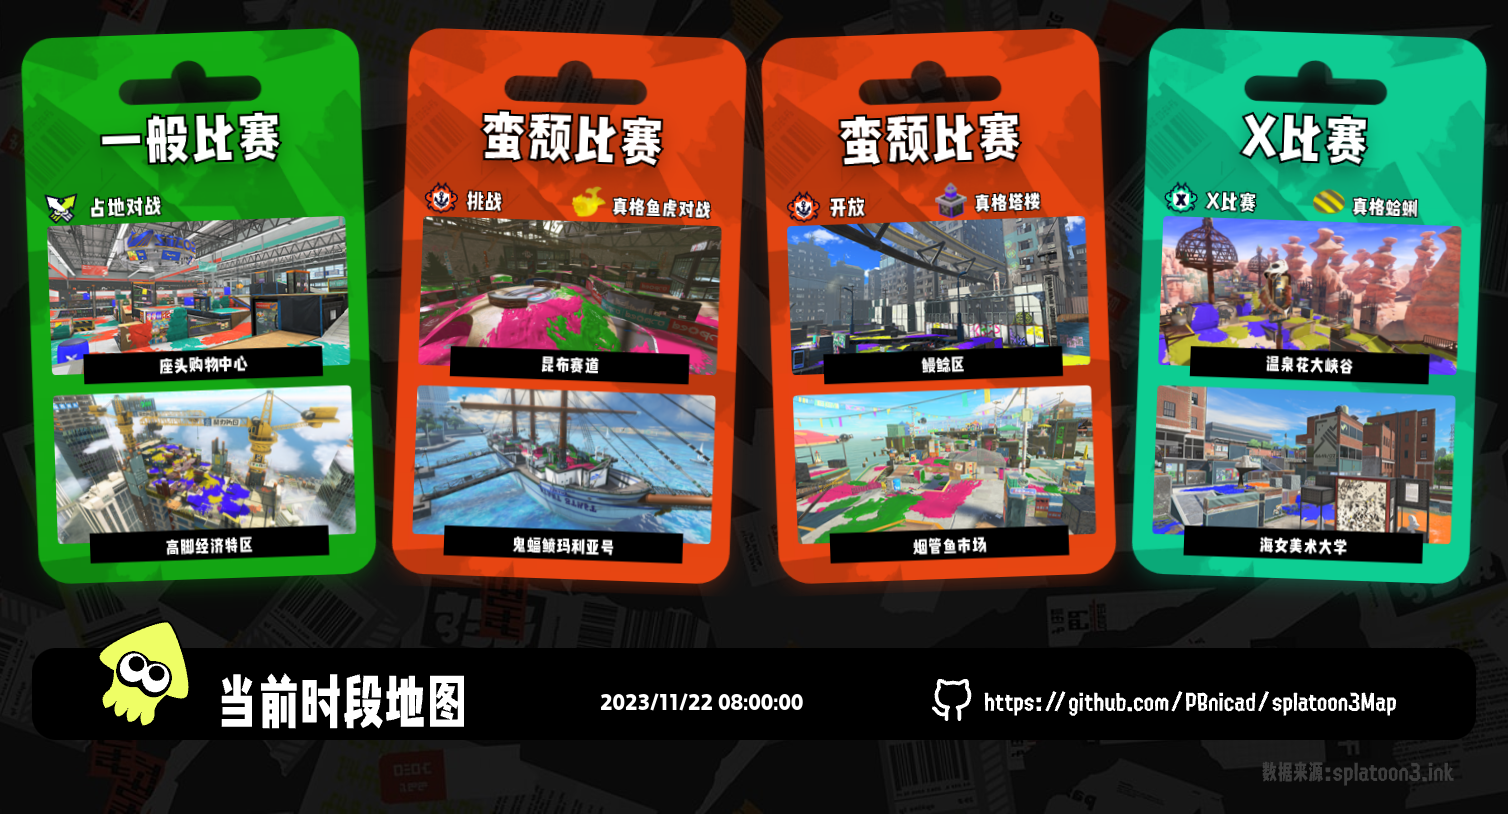 一般比赛
占地对战
座头购物中心
高脚经济特区
蛮颓比赛
挑战
真格鱼虎对战
昆布赛道
鬼蝠鲼玛利亚号
蛮颓比赛
开放
真格塔楼
鳗鲶区
烟管鱼市场
X比赛
X比赛
真格蛤蜊
温泉花大峡谷
海女美术大学
当前时段地图
2023/11/22 08:00:00
https://github.com/PBnicad/splatoon3Map
数据来源:splatoon3.ink